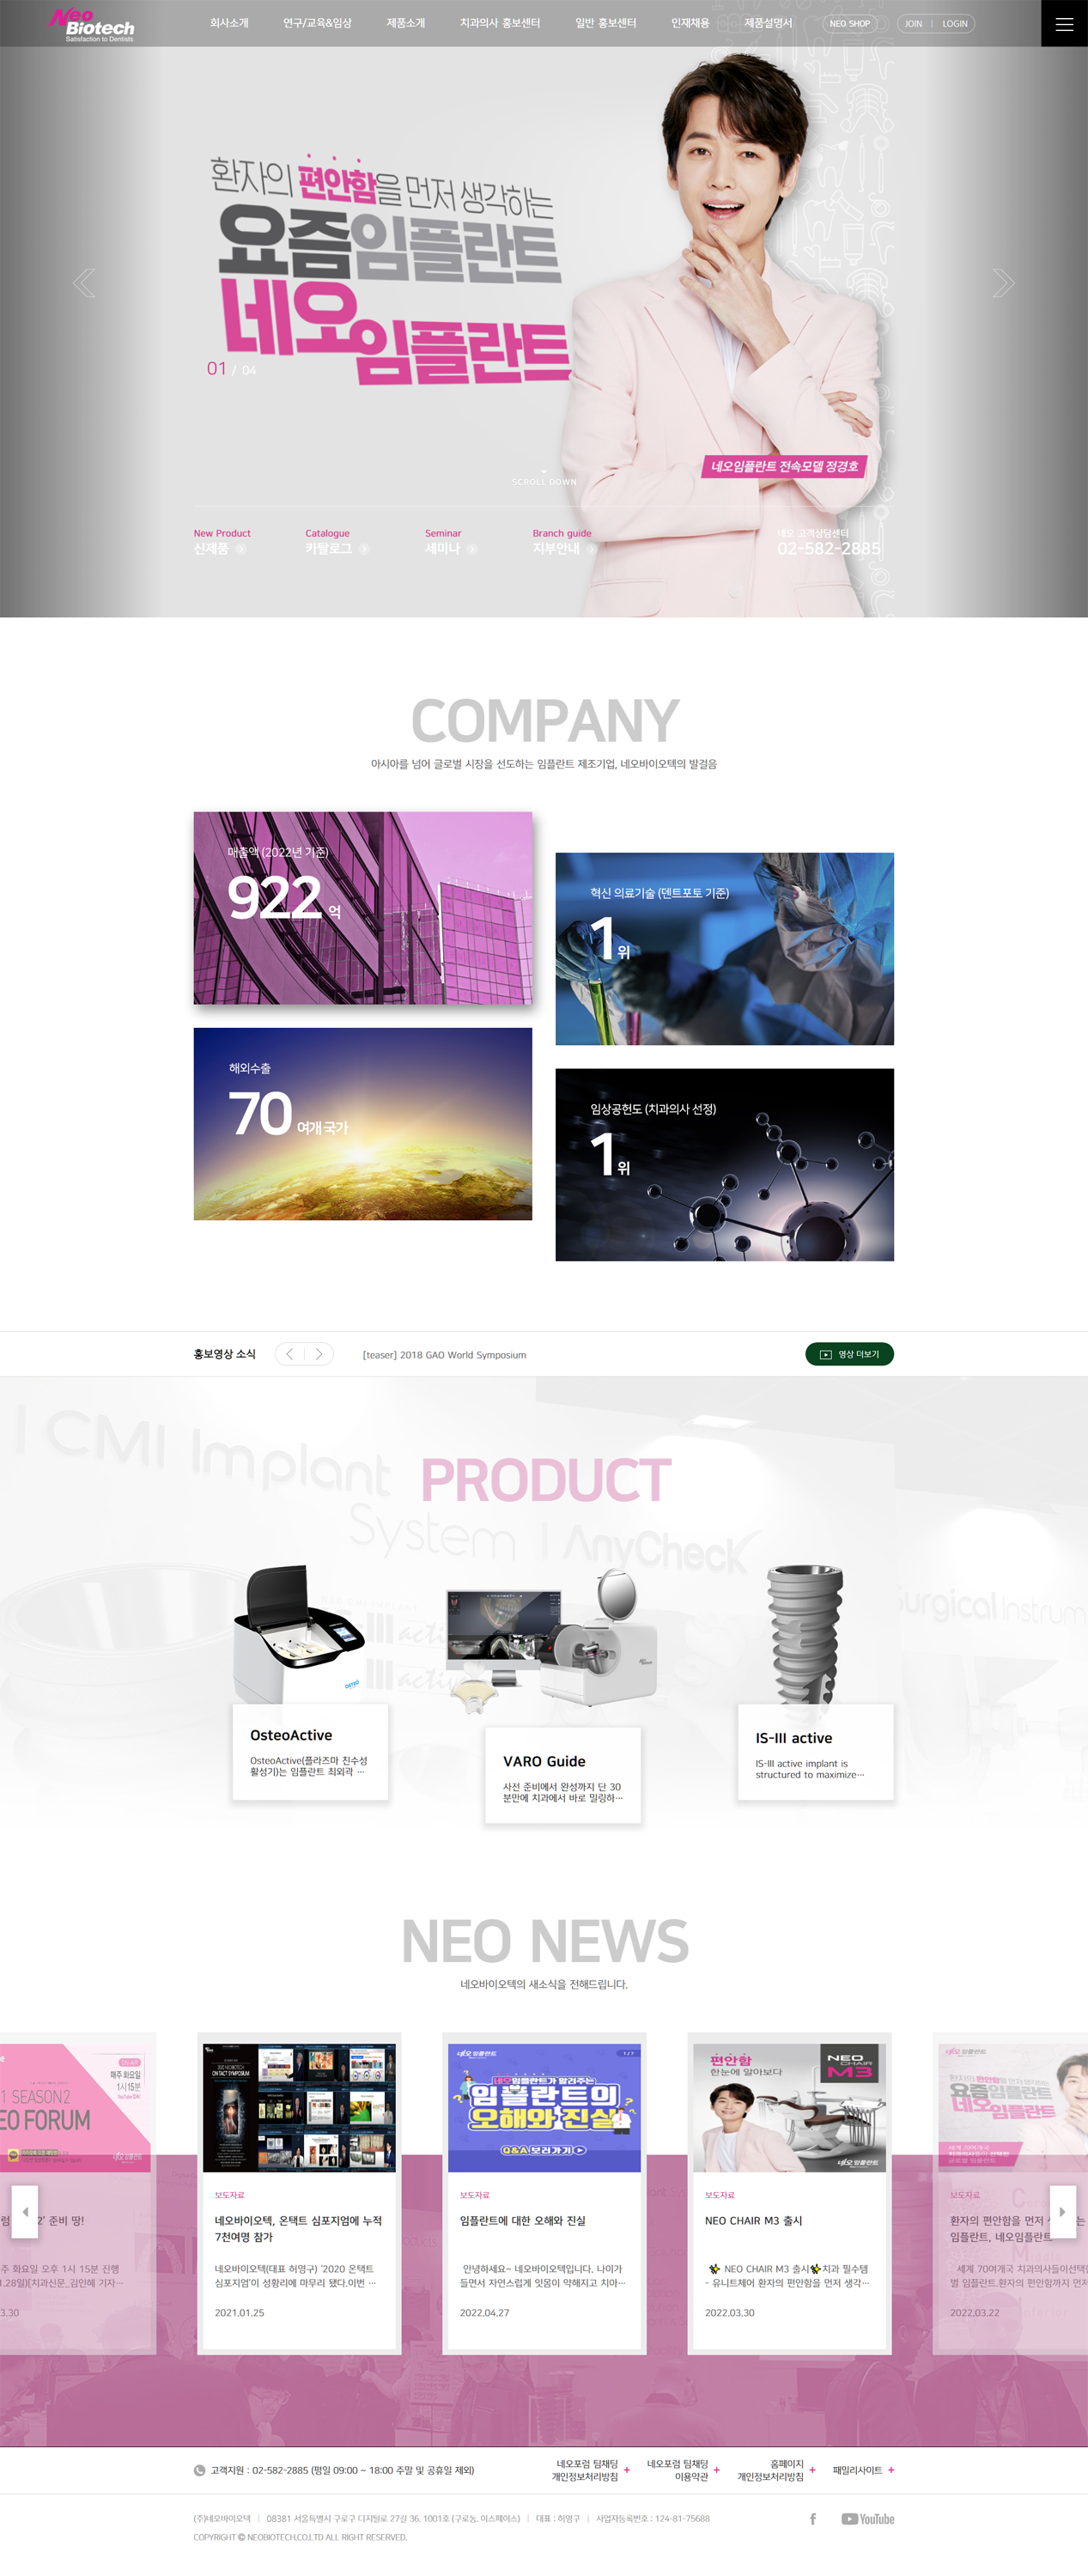 Neo
Biotech
Satisfaction to Dentists
회사소개
연구/교육&임상
제품소개
치과의사 홍보센터
일반 홍보센터
인재채용
제품설명서
NEO SHOP
JOIN | LOGIN
환자의 편안함을 먼저 생각하는
요즘임플란트
네오임플란트
01 / 04
네오임플란트 전속모델 정경호
SCROLL DOWN
New Product
신제품
Catalogue
카탈로그
Seminar
세미나
Branch guide
지부안내
네오 고객상담센터
02-582-2885
COMPANY
아시아를 넘어 글로벌 시장을 선도하는 임플란트 제조기업, 네오바이오텍의 발걸음
매출액 (2022년 기준)
922 억
혁신 의료기술 (덴트포토 기준)
1 위
해외수출
70 여개 국가
임상공헌도 (치과의사 선정)
1 위
홍보영상 소식
[teaser] 2018 GAO World Symposium
영상 더보기
I CMI Implant
System I AnyCheck
Surgical Instrum
PRODUCT
OsteoActive
OsteoActive(플라즈마 친수성
활성기)는 임플란트 최외곽 …
VARO Guide
사전 준비에서 완성까지 단 30
분만에 치과에서 바로 밀링하…
IS-III active
IS-III active implant is
structured to maximize…
NEO NEWS
네오바이오텍의 새소식을 전해드립니다.
매주 화요일
1시15분
1 SEASON2
EO FORUM
럼 2' 준비 땅!
주 화요일 오후 1시 15분 진행
.28일)[치과신문_김인혜 기자…
3.30
ON TACT SYMPOSIUM
보도자료
네오바이오텍, 온택트 심포지엄에 누적
7천여명 참가
네오바이오텍(대표 허영구) '2020 온택트
심포지엄'이 성황리에 마무리 됐다.이번 …
2021.01.25
네오 임플란트
네오임플란트가 알려주는
임플란트의
오해와 진실
Q&A 보러가기
보도자료
임플란트에 대한 오해와 진실
안녕하세요~ 네오바이오텍입니다. 나이가
들면서 자연스럽게 잇몸이 약해지고 치아…
2022.04.27
편안함
한눈에 알아보다
NEO
CHAIR
M3
네오 임플란트
보도자료
NEO CHAIR M3 출시
NEO CHAIR M3 출시 치과 필수템
- 유니트체어 환자의 편안함을 먼저 생각…
2022.03.30
네오 임플란트
환자의 편안함을 먼저 생각하는
요즘임플란트
네오임플란트
보도자료
환자의 편안함을 먼저 생 는
임플란트, 네오임플란트
세계 70여개국 치과의사들이선택한
별 임플란트.환자의 편안함까지 먼저
2022.03.22
고객지원 : 02-582-2885 (평일 09:00 ~ 18:00 주말 및 공휴일 제외)
네오포럼 팀채팅
개인정보처리방침 +
네오포럼 팀채팅
이용약관 +
홈페이지
개인정보처리방침 +
패밀리사이트 +
(주)네오바이오텍 | 08381 서울특별시 구로구 디지털로 27길 36, 1001호 (구로동, 이스페이스) | 대표 : 허영구 | 사업자등록번호 : 124-81-75688
YouTube
COPYRIGHT © NEOBIOTECH.CO.LTD ALL RIGHT RESERVED.